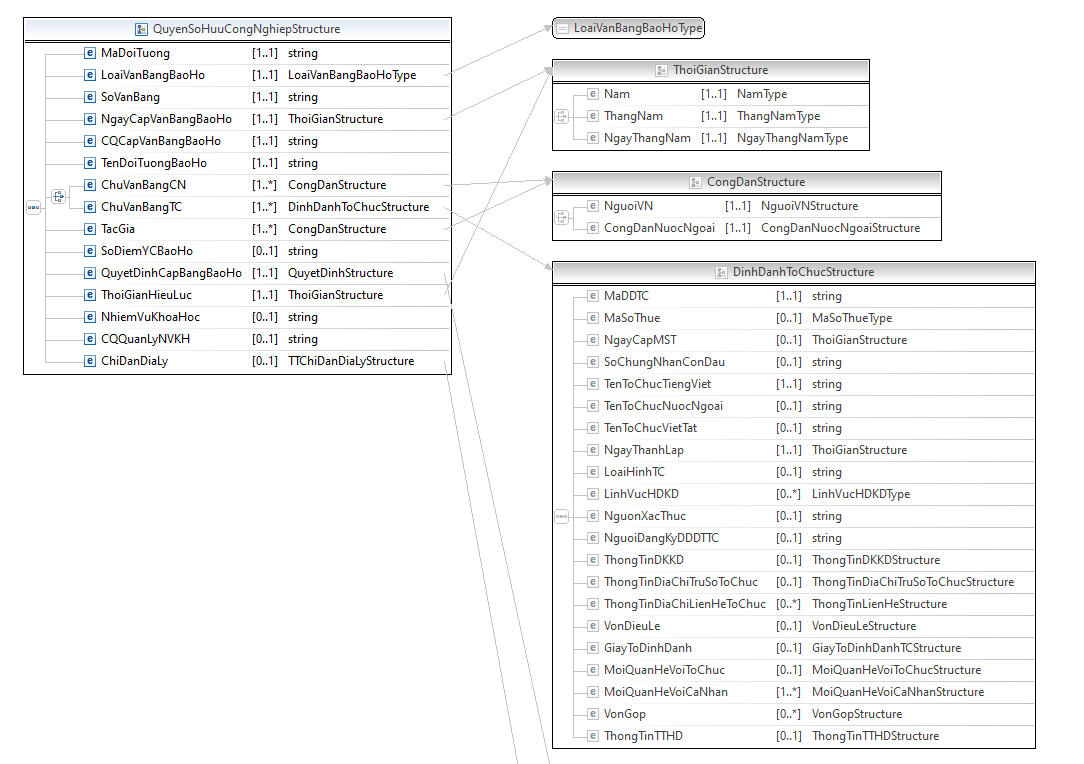 QuyenSoHuuCongNghiepStructure
MaDoiTuong [1..1] string
LoaiVanBangBaoHo [1..1] LoaiVanBangBaoHoType
SoVanBang [1..1] string
NgayCapVanBangBaoHo [1..1] ThoiGianStructure
CQCapVanBangBaoHo [1..1] string
TenDoiTuongBaoHo [1..1] string
ChuVanBangCN [1..*] CongDanStructure
ChuVanBangTC [1..*] DinhDanhToChucStructure
TacGia [1..*] CongDanStructure
SoDiemYCBaoHo [0..1] string
QuyetDinhCapBangBaoHo [1..1] QuyetDinhStructure
ThoiGianHieuLuc [1..1] ThoiGianStructure
NhiemVuKhoaHoc [0..1] string
CQQuanLyNVKH [0..1] string
ChiDanDiaLy [0..1] TTChiDanDiaLyStructure
LoaiVanBangBaoHoType
ThoiGianStructure
Nam [1..1] NamType
ThangNam [1..1] ThangNamType
NgayThangNam [1..1] NgayThangNamType
CongDanStructure
NguoiVN [1..1] NguoiVNStructure
CongDanNuocNgoai [1..1] CongDanNuocNgoaiStructure
DinhDanhToChucStructure
MaDDTC [1..1] string
MaSoThue [0..1] MaSoThueType
NgayCapMST [0..1] ThoiGianStructure
SoChungNhanConDau [0..1] string
TenToChucTiengViet [1..1] string
TenToChucNuocNgoai [0..1] string
TenToChucVietTat [0..1] string
NgayThanhLap [1..1] ThoiGianStructure
LoaiHinhTC [0..1] string
LinhVucHDKD [0..*] LinhVucHDKDType
NguonXacThuc [0..1] string
NguoiDangKyDDDTTC [0..1] string
ThongTinDKKD [0..1] ThongTinDKKDStructure
ThongTinDiaChiTruSoToChuc [0..1] ThongTinDiaChiTruSoToChucStructure
ThongTinDiaChiLienHeToChuc [0..*] ThongTinLienHeStructure
VonDieuLe [0..1] VonDieuLeStructure
GiayToDinhDanh [0..1] GiayToDinhDanhTCStructure
MoiQuanHeVoiToChuc [0..1] MoiQuanHeVoiToChucStructure
MoiQuanHeVoiCaNhan [1..*] MoiQuanHeVoiCaNhanStructure
VonGop [0..*] VonGopStructure
ThongTinTTHD [0..1] ThongTinTTHDStructure